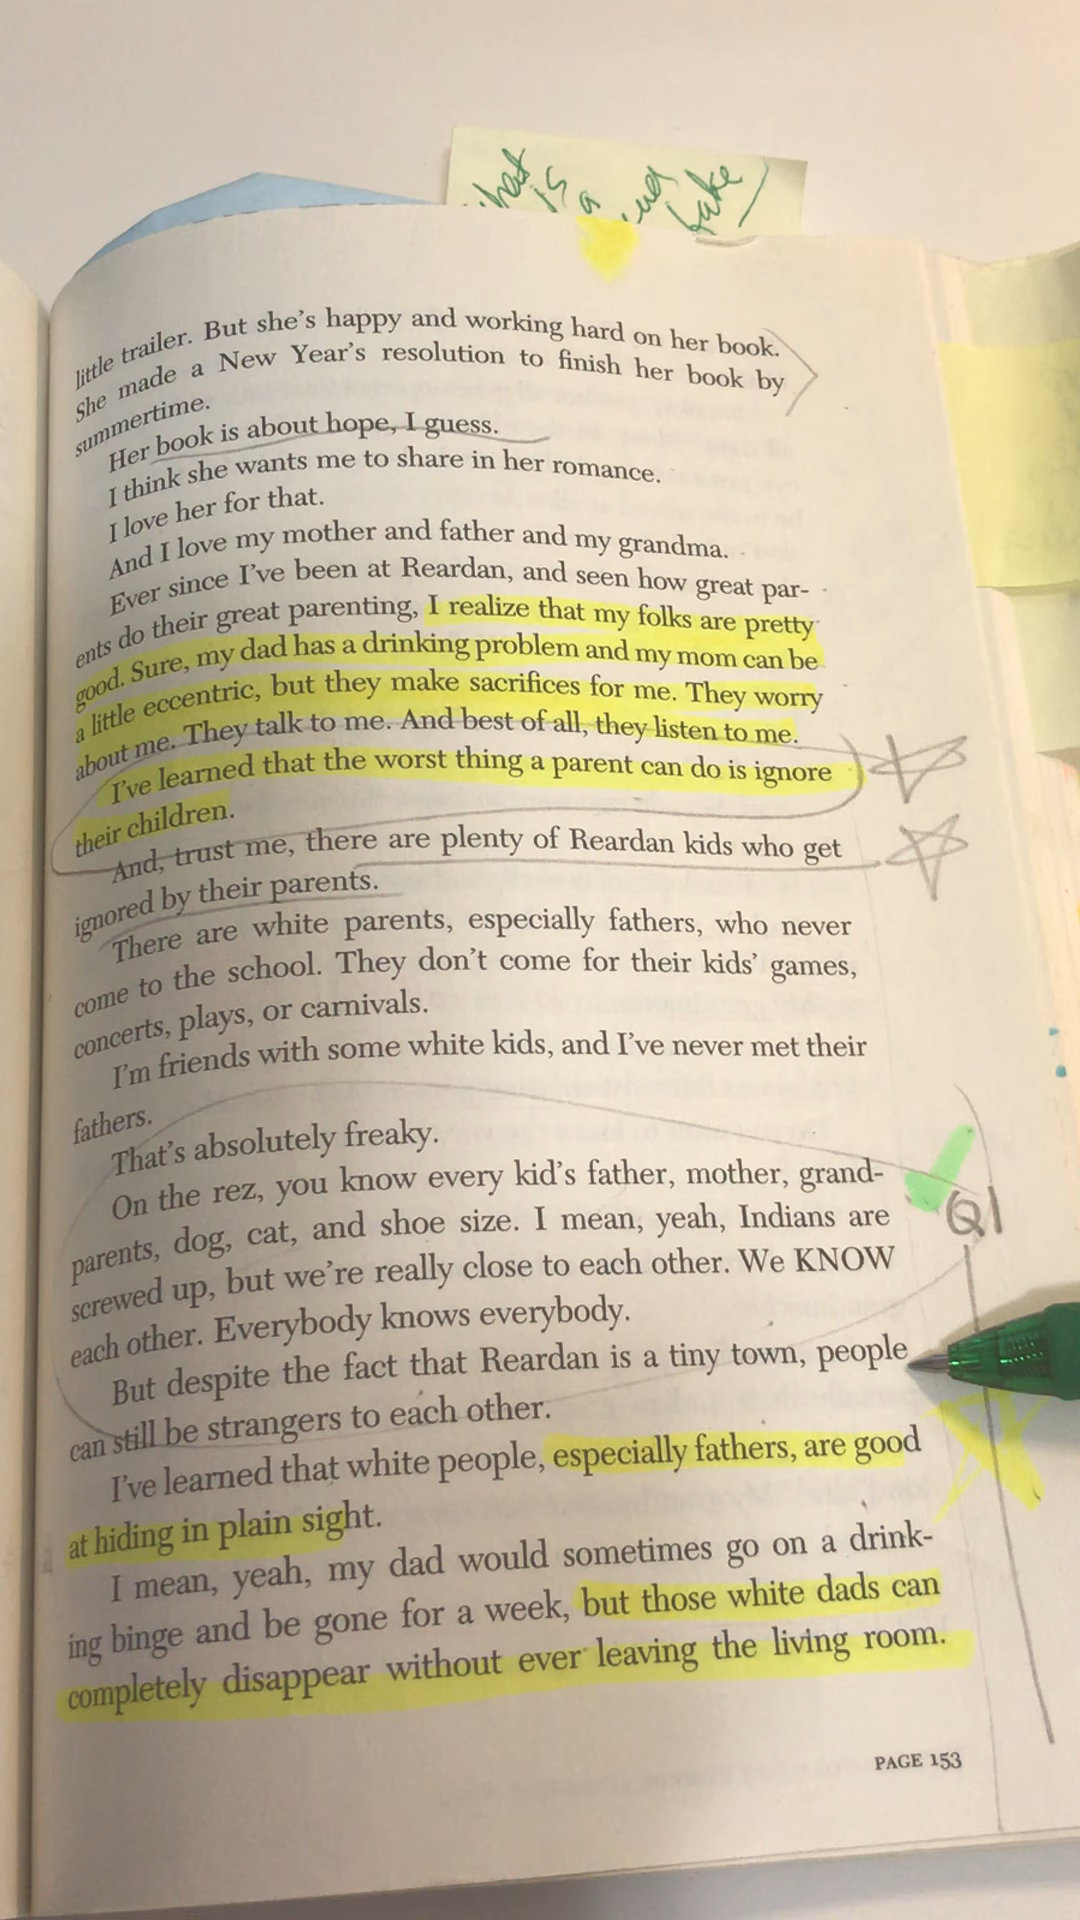 hat
is
a
fake
little trailer. But she's happy and working hard on her book.
She made a New Year's resolution to finish her book by
summertime.
Her book is about hope, I guess.
I think she wants me to share in her romance.
I love her for that.
And I love my mother and father and my grandma.
Ever since I've been at Reardan, and seen how great par-
ents do their great parenting, I realize that my folks are pretty
good. Sure, my dad has a drinking problem and my mom can be
a little eccentric, but they make sacrifices for me. They worry
about me. They talk to me. And best of all, they listen to me.
I've learned that the worst thing a parent can do is ignore
their children.
And, trust me, there are plenty of Reardan kids who get
ignored by their parents.
There are white parents, especially fathers, who never
come to the school. They don't come for their kids' games,
concerts, plays, or carnivals.
I'm friends with some white kids, and I've never met their
fathers.
That's absolutely freaky.
On the rez, you know every kid's father, mother, grand-
parents, dog, cat, and shoe size. I mean, yeah, Indians are
screwed up, but we're really close to each other. We KNOW
each other. Everybody knows everybody.
But despite the fact that Reardan is a tiny town, people
can still be strangers to each other.
I've learned that white people, especially fathers, are good
at hiding in plain sight.
I mean, yeah, my dad would sometimes go on a drink-
ing binge and be gone for a week, but those white dads can
completely disappear without ever leaving the living room.
Q1
PAGE 153